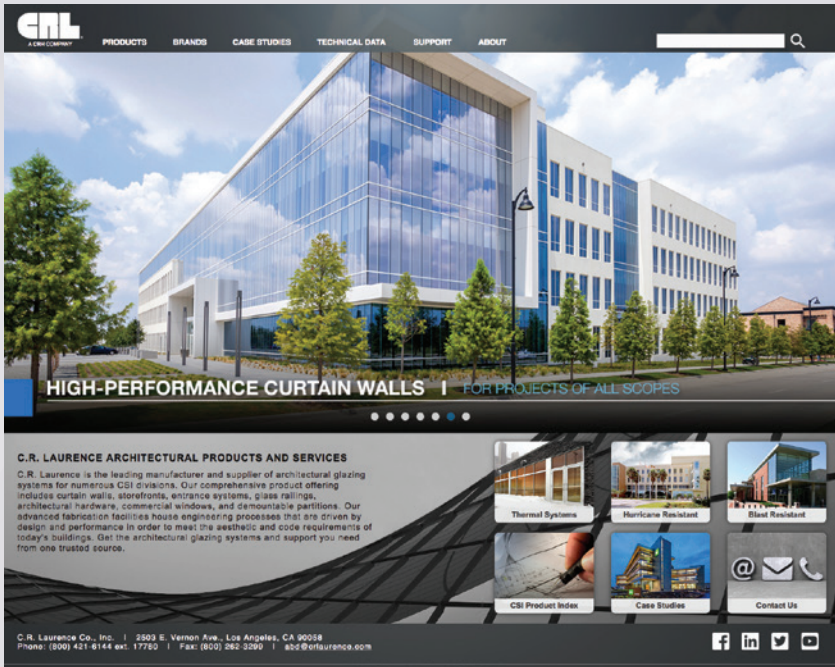 CRL
A CRH COMPANY
PRODUCTS BRANDS CASE STUDIES TECHNICAL DATA SUPPORT ABOUT
HIGH-PERFORMANCE CURTAIN WALLS | FOR PROJECTS OF ALL SCOPES
C.R. LAURENCE ARCHITECTURAL PRODUCTS AND SERVICES
C.R. Laurence is the leading manufacturer and supplier of architectural glazing
systems for numerous CSI divisions. Our comprehensive product offering
includes curtain walls, storefronts, entrance systems, glass railings,
architectural hardware, commercial windows, and demountable partitions. Our
advanced fabrication facilities house engineering processes that are driven by
design and performance in order to meet the aesthetic and code requirements of
today's buildings. Get the architectural glazing systems and support you need
from one trusted source.
Thermal Systems
Hurricane Resistant
Blast Resistant
CSI Product Index
Case Studies
@
Contact Us
C.R. Laurence Co., Inc. | 2503 E. Vernon Ave., Los Angeles, CA 90058
Phone: (800) 421-6144 ext. 17780 | Fax: (800) 262-3299 | abd@crlaurence.com